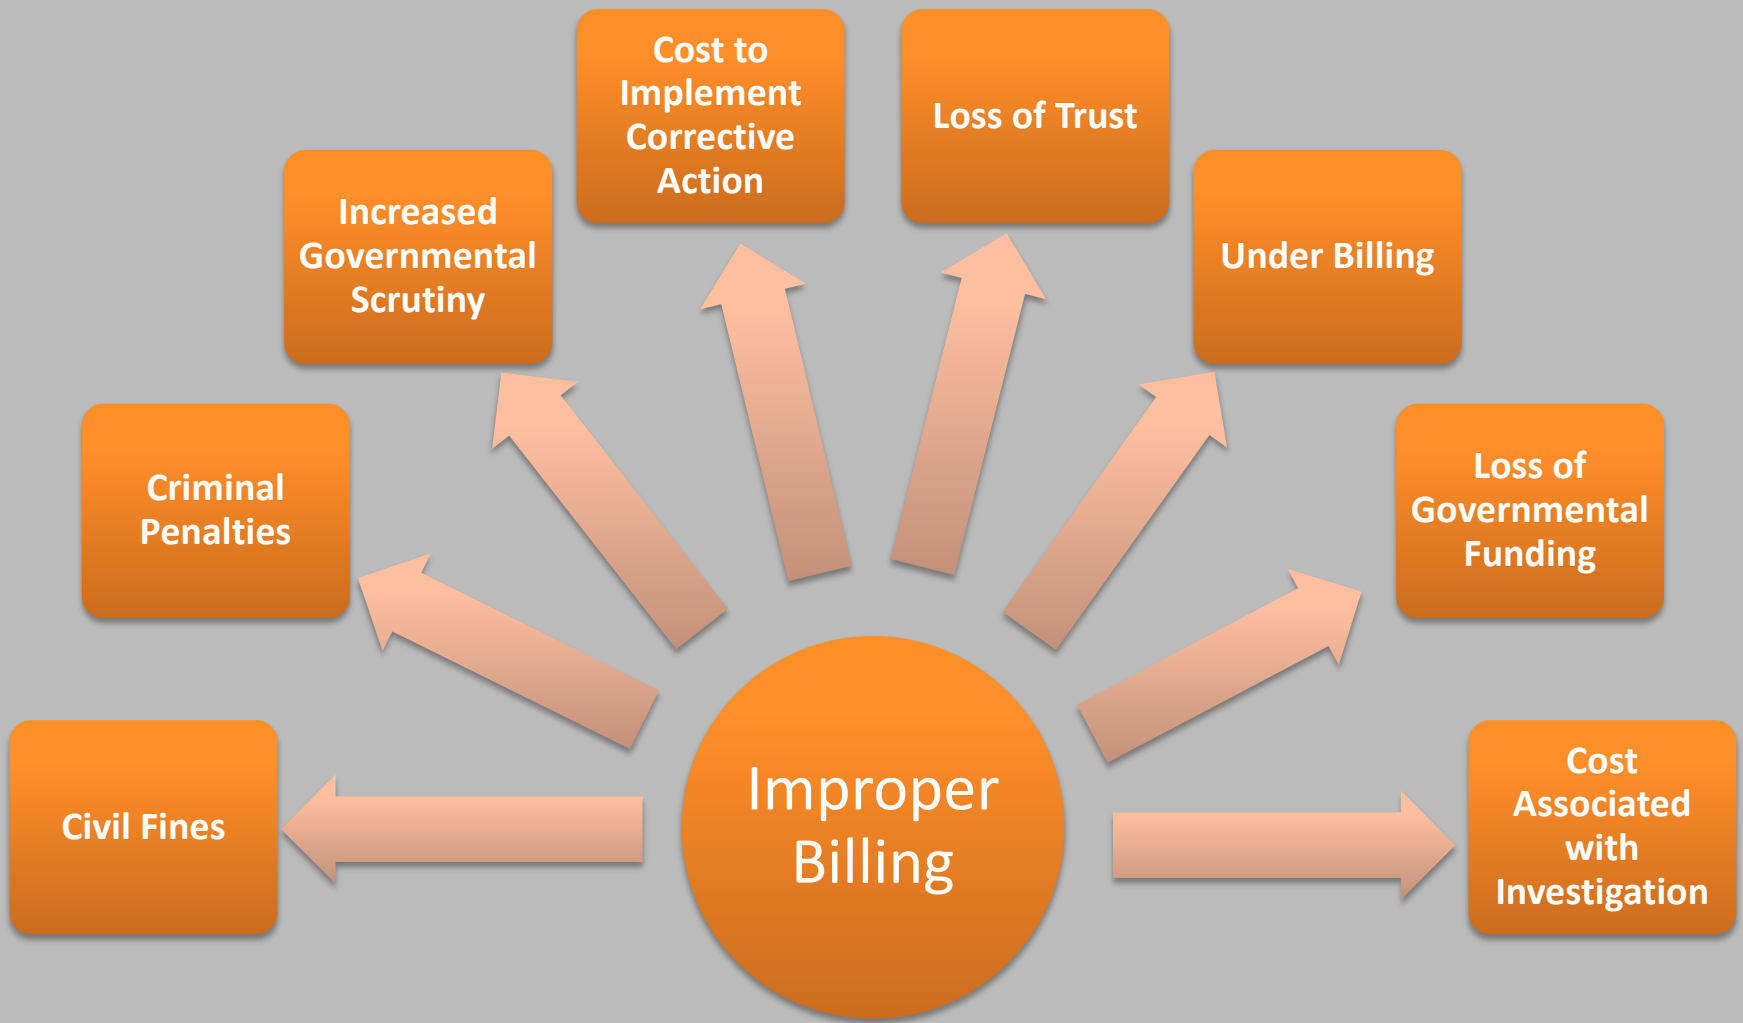 Cost to
Implement
Corrective
Action
Loss of Trust
Increased
Governmental
Scrutiny
Under Billing
Criminal
Penalties
Loss of
Governmental
Funding
Civil Fines
Improper
Billing
Cost
Associated
with
Investigation